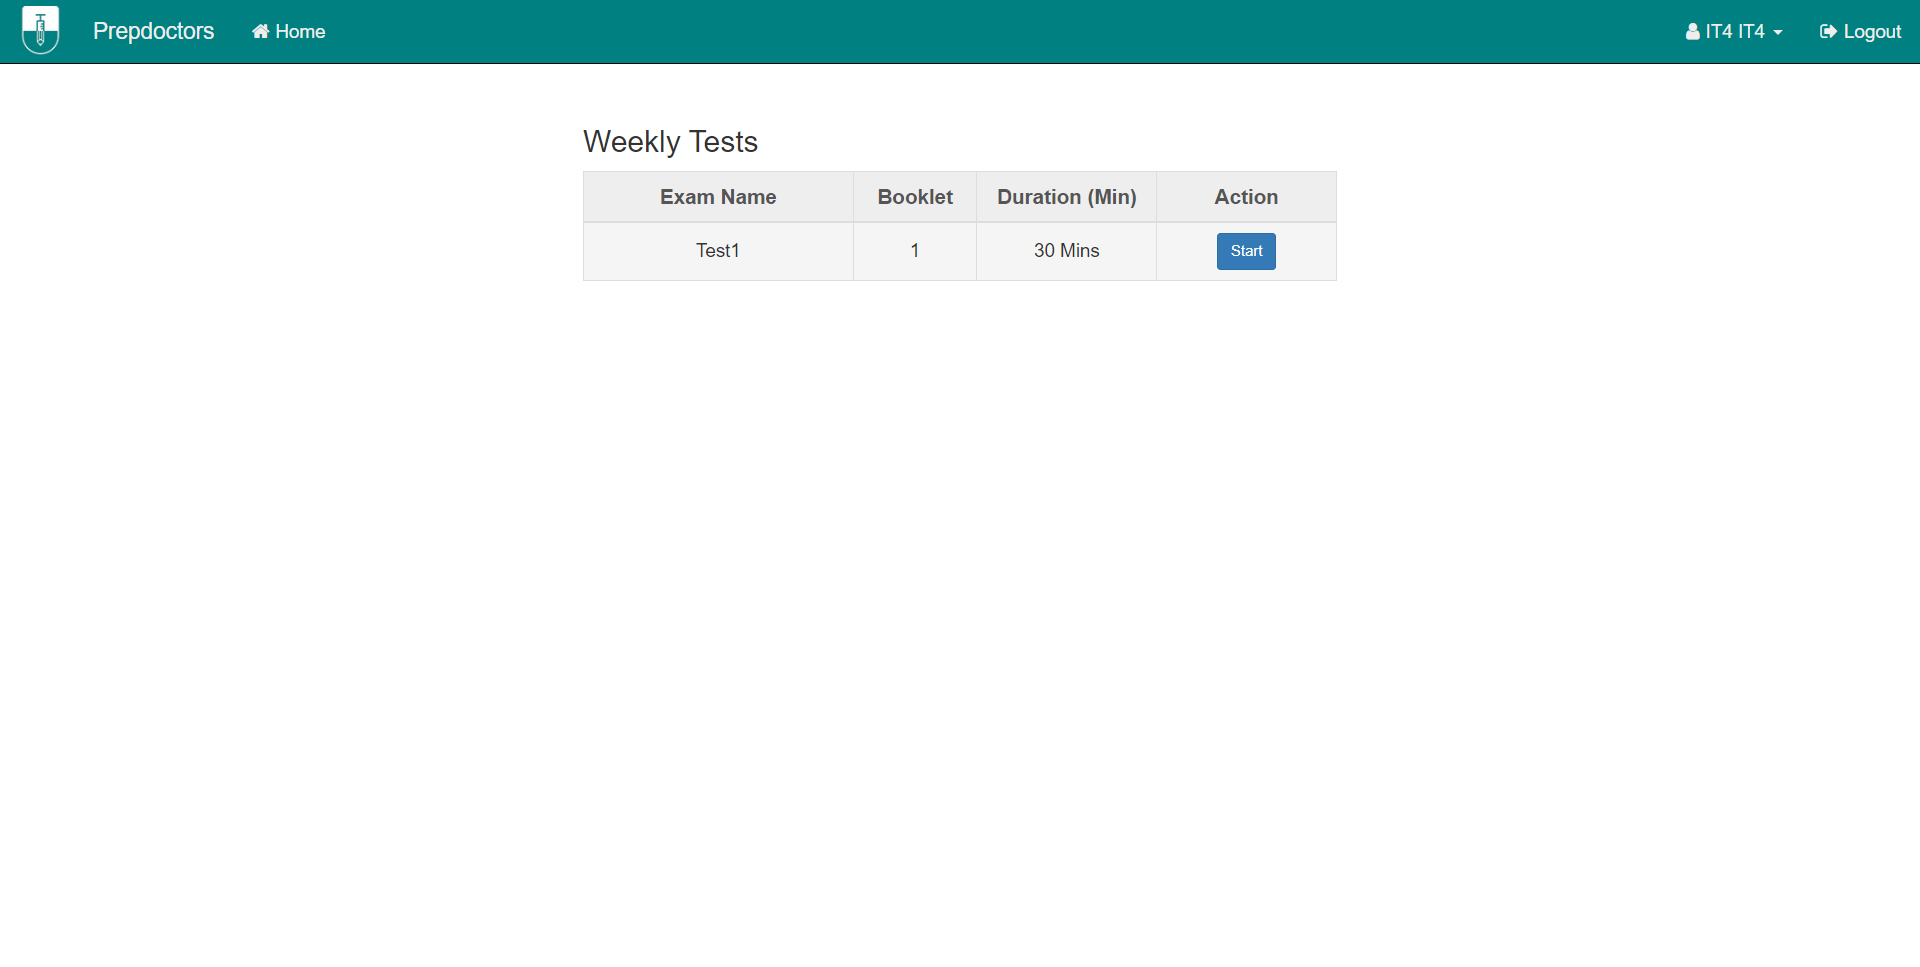 Prepdoctors Home IT4 IT4 Logout
Weekly Tests
Exam Name Booklet Duration (Min) Action
Test1 1 30 Mins Start